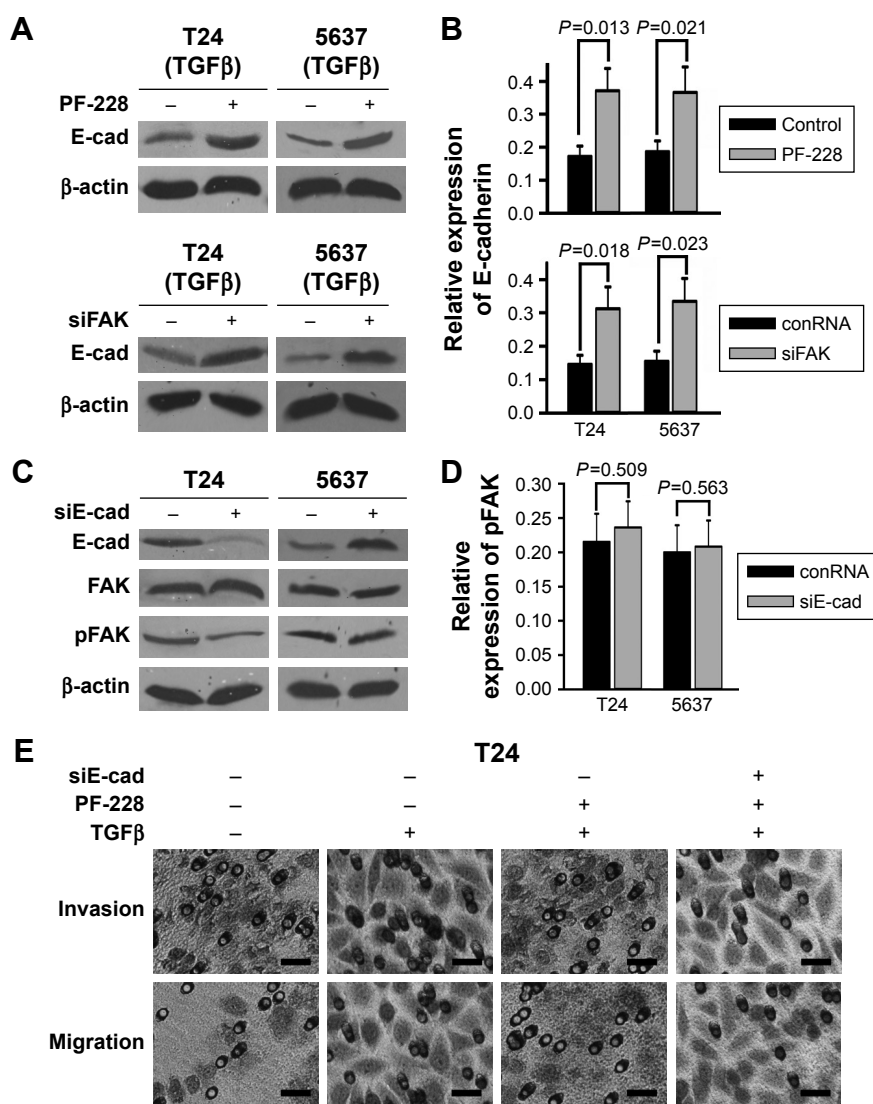 A
T24 (TGFβ)
5637 (TGFβ)
PF-228 – + – +
E-cad
β-actin
T24 (TGFβ)
5637 (TGFβ)
siFAK – + – +
E-cad
β-actin
B
Relative expression of E-cadherin
P=0.013 P=0.021
0.4
0.3
0.2
0.1
0.0
Control
PF-228
P=0.018 P=0.023
0.4
0.3
0.2
0.1
0.0
T24 5637
conRNA
siFAK
C
T24 5637
siE-cad – + – +
E-cad
FAK
pFAK
β-actin
D
Relative expression of pFAK
P=0.509 P=0.563
0.30
0.25
0.20
0.15
0.10
0.05
0.00
T24 5637
conRNA
siE-cad
E
T24
siE-cad – – – +
PF-228 – – + +
TGFβ – + + +
Invasion
Migration